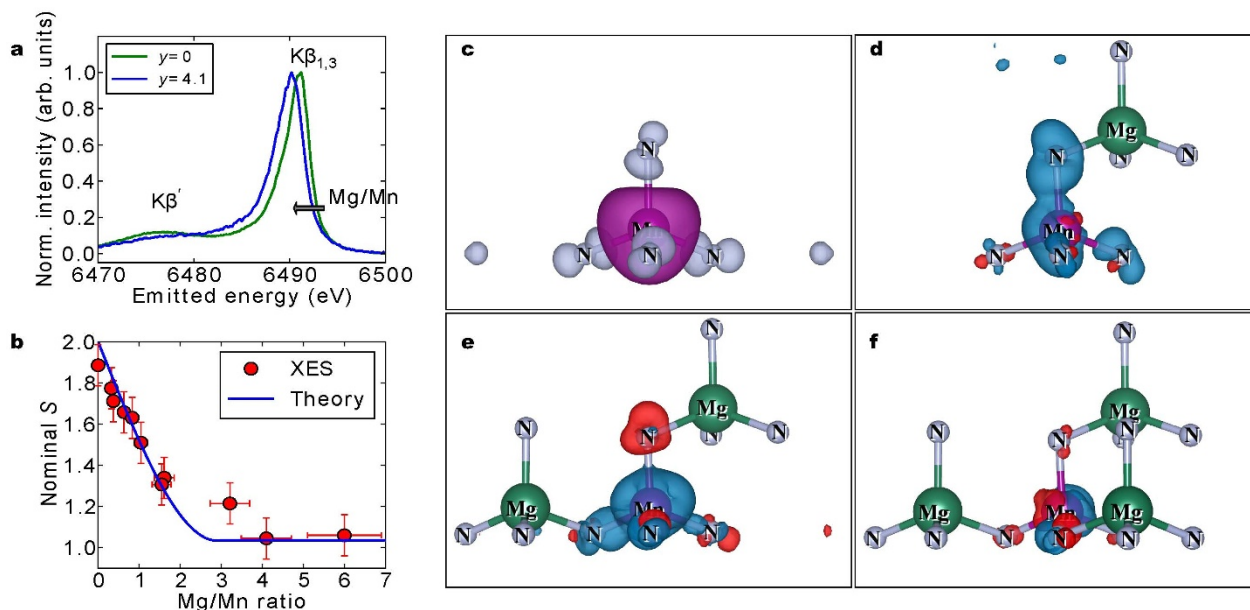 a
Norm. intensity (arb. units)
1.0
0.8
0.6
0.4
0.2
0.0
y= 0
y= 4.1
Kβ1,3
Kβ′
Mg/Mn
6470 6480 6490 6500
Emitted energy (eV)
b
Nominal S
2.0
1.8
1.6
1.4
1.2
1.0
XES
Theory
0 1 2 3 4 5 6 7
Mg/Mn ratio
c
N
N N N
d
N
Mg
N N N
Mn
N N N
e
N
N Mg
N N N
Mg Mn
N N N N N
f
N
Mg
N N N N N
Mg Mn Mg
N N N N N N